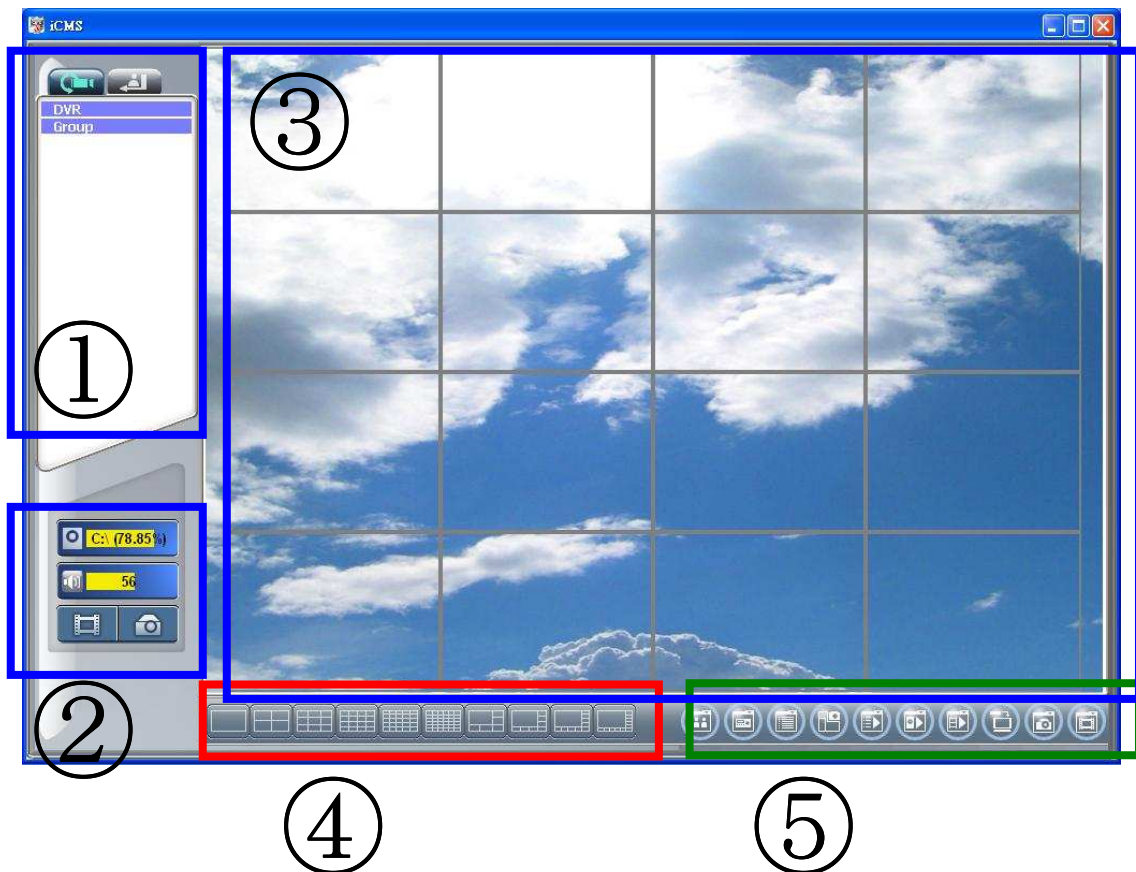 iCMS
DVR
Group
③
①
C:\ (78.85%)
56
②
④
⑤